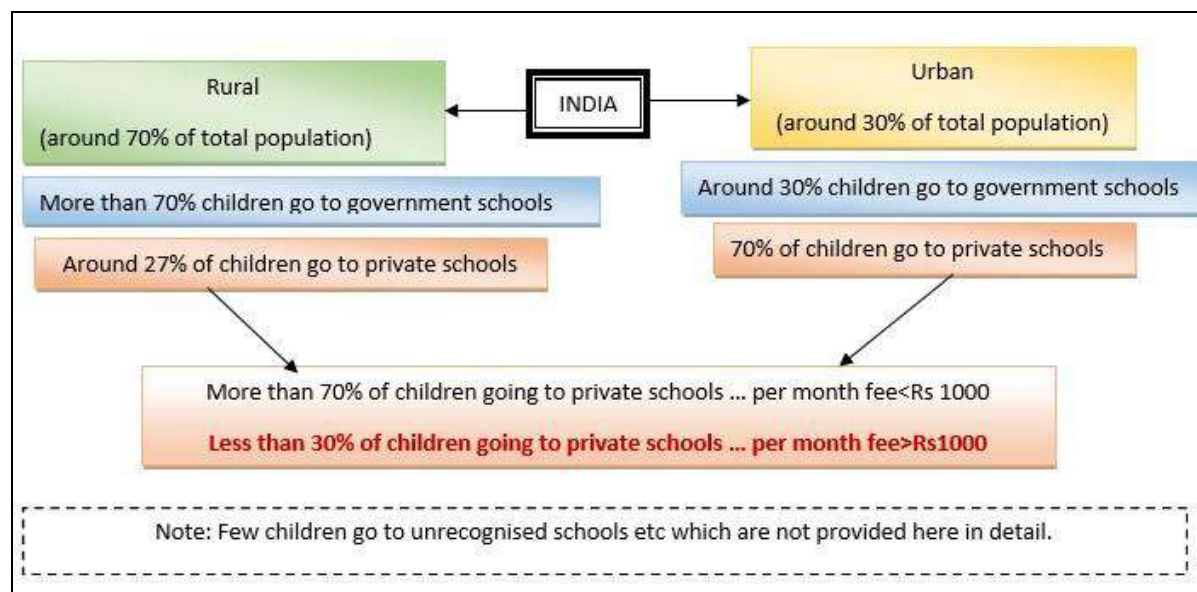 Rural
(around 70% of total population)
INDIA
Urban
(around 30% of total population)
More than 70% children go to government schools
Around 27% of children go to private schools
Around 30% children go to government schools
70% of children go to private schools
More than 70% of children going to private schools ... per month fee<Rs 1000
Less than 30% of children going to private schools ... per month fee>Rs1000
Note: Few children go to unrecognised schools etc which are not provided here in detail.